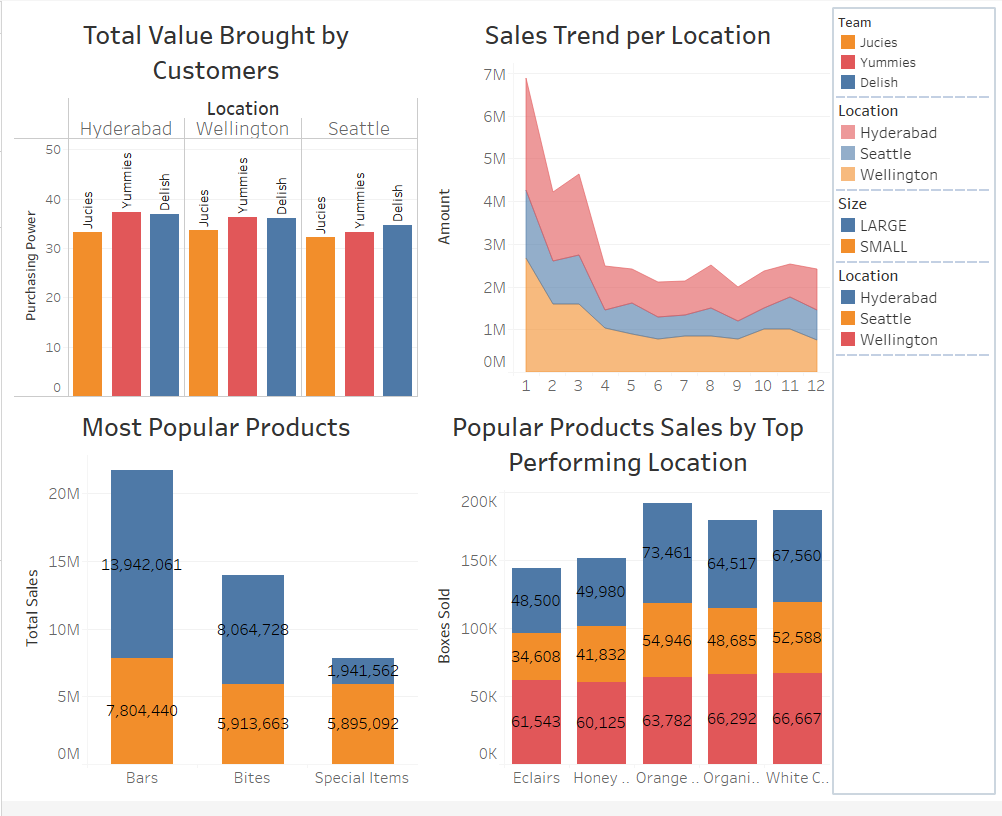 Total Value Brought by
Customers
Location
Hyderabad Wellington Seattle
Purchasing Power
50
40
30
20
10
0
Jucies
Yummies
Delish
Jucies
Yummies
Delish
Jucies
Yummies
Delish
Sales Trend per Location
Amount
7M
6M
5M
4M
3M
2M
1M
0M
1 2 3 4 5 6 7 8 9 10 11 12
Most Popular Products
Total Sales
20M
15M
10M
5M
0M
13,942,061
7,804,440
8,064,728
5,913,663
1,941,562
5,895,092
Bars Bites Special Items
Popular Products Sales by Top
Performing Location
Boxes Sold
200K
150K
100K
50K
0K
48,500
34,608
61,543
49,980
41,832
60,125
73,461
54,946
63,782
64,517
48,685
66,292
67,560
52,588
66,667
Eclairs Honey .. Orange .. Organi.. White C..
Team
Jucies
Yummies
Delish
Location
Hyderabad
Seattle
Wellington
Size
LARGE
SMALL
Location
Hyderabad
Seattle
Wellington